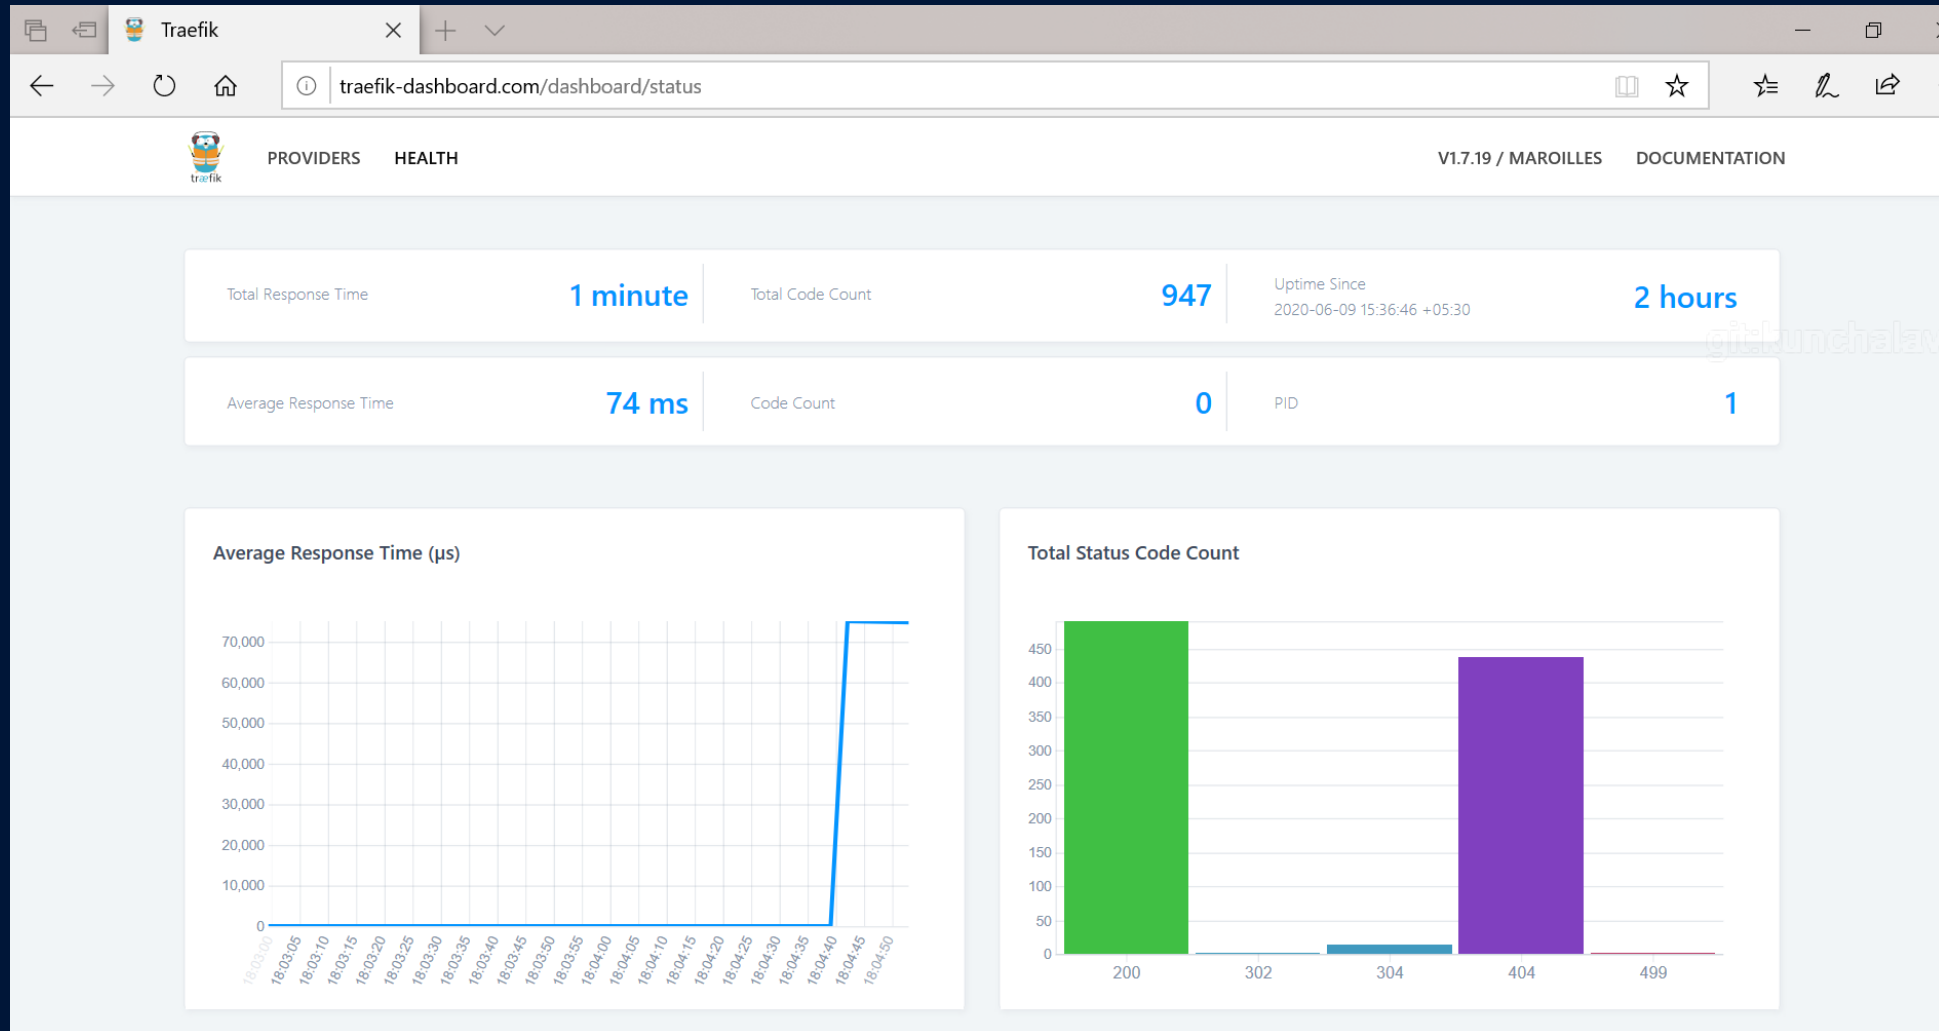 Traefik
traefik-dashboard.com/dashboard/status
træfik
PROVIDERS
HEALTH
V1.7.19 / MAROILLES
DOCUMENTATION
Total Response Time
1 minute
Total Code Count
947
Uptime Since
2020-06-09 15:36:46 +05:30
2 hours
git:kunchalav
Average Response Time
74 ms
Code Count
0
PID
1
Average Response Time (µs)
70,000
60,000
50,000
40,000
30,000
20,000
10,000
0
18:03:00
18:03:05
18:03:10
18:03:15
18:03:20
18:03:25
18:03:30
18:03:35
18:03:40
18:03:45
18:03:50
18:03:55
18:04:00
18:04:05
18:04:10
18:04:15
18:04:20
18:04:25
18:04:30
18:04:35
18:04:40
18:04:45
18:04:50
Total Status Code Count
450
400
350
300
250
200
150
100
50
0
200
302
304
404
499